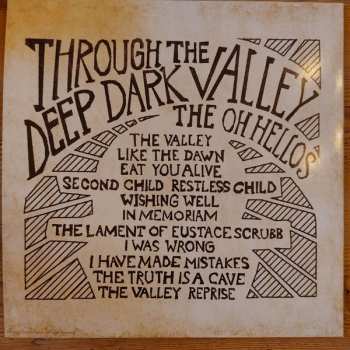 THROUGH THE
DEEP DARK VALLEY
THE OH HELLOS
THE VALLEY
LIKE THE DAWN
EAT YOU ALIVE
SECOND CHILD RESTLESS CHILD
WISHING WELL
IN MEMORIAM
THE LAMENT OF EUSTACE SCRUBB
I WAS WRONG
I HAVE MADE MISTAKES
THE TRUTH IS A CAVE
THE VALLEY REPRISE